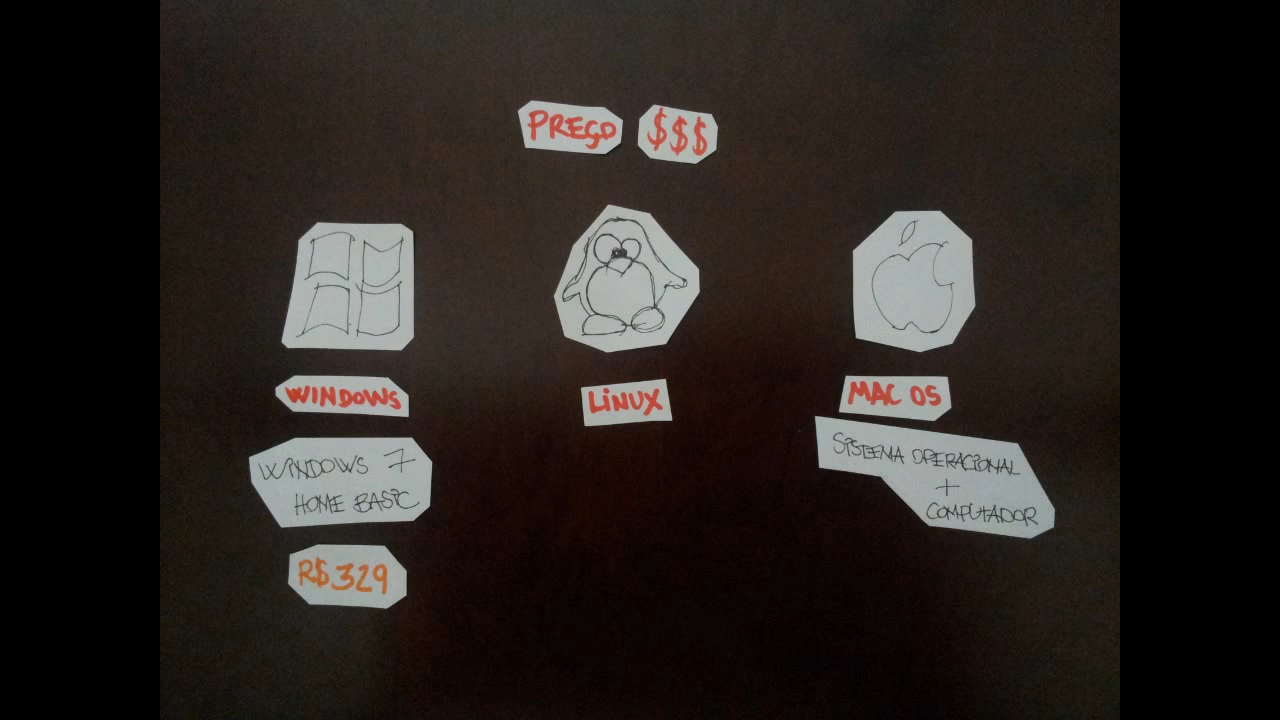 PREÇO $$$
WINDOWS
LiNUX
MAC OS
WINDOWS 7
HOME BASIC
SISTEMA OPERACIONAL
+
COMPUTADOR
R$329